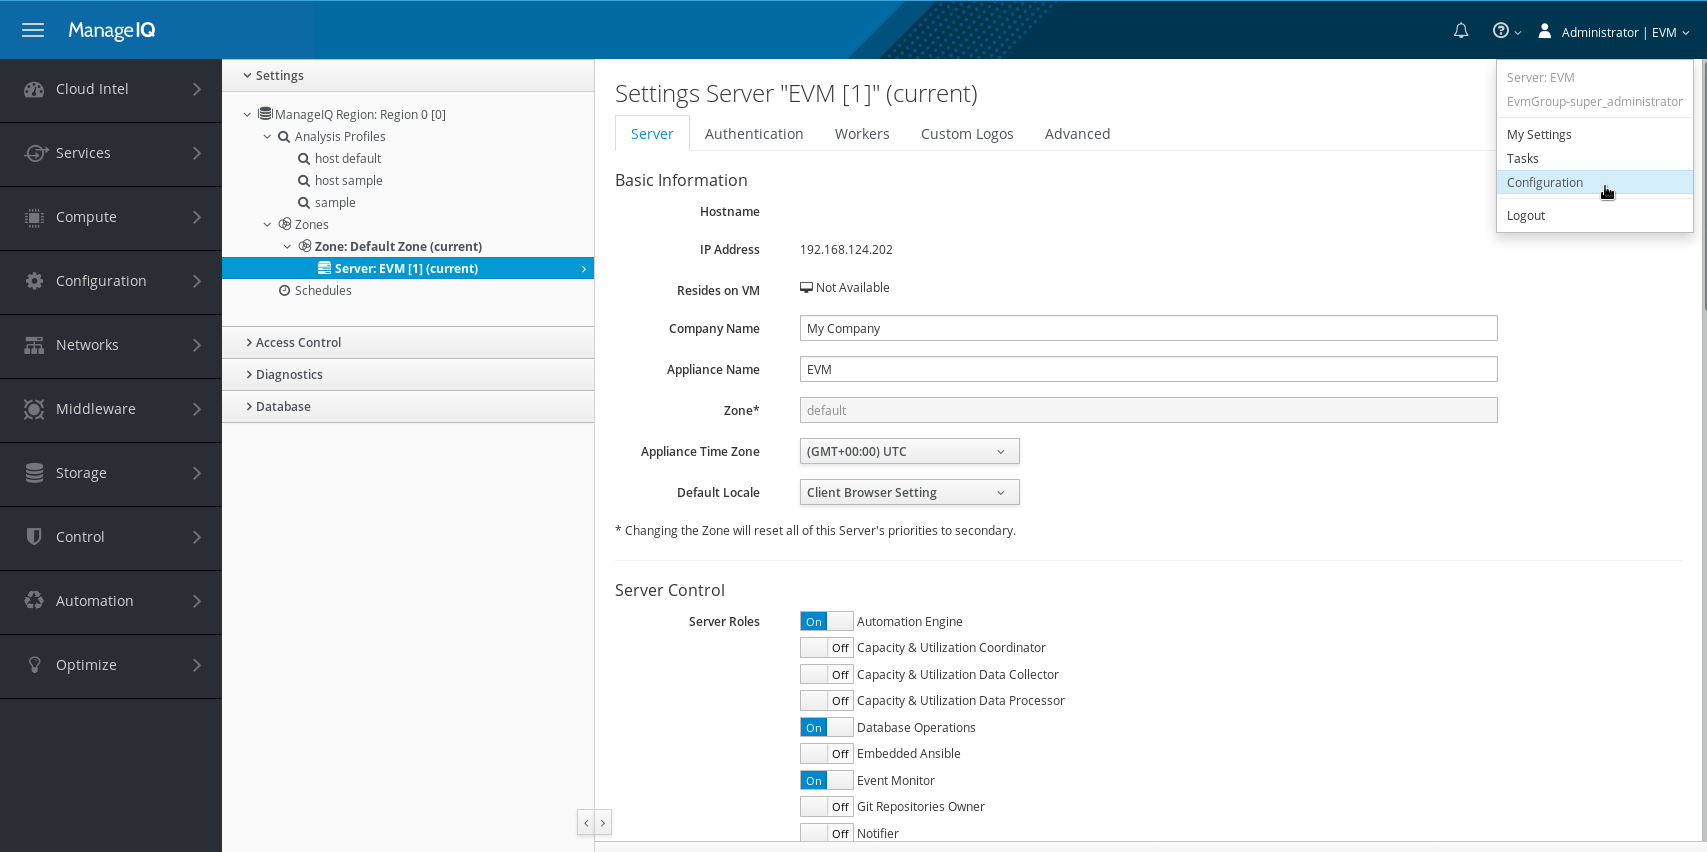 ManageIQ
Administrator | EVM
Server: EVM
EvmGroup-super_administrator
My Settings
Tasks
Configuration
Logout
Cloud Intel
Services
Compute
Configuration
Networks
Middleware
Storage
Control
Automation
Optimize
Settings
ManageIQ Region: Region 0 [0]
Analysis Profiles
host default
host sample
sample
Zones
Zone: Default Zone (current)
Server: EVM [1] (current)
Schedules
Access Control
Diagnostics
Database
Settings Server "EVM [1]" (current)
Server Authentication Workers Custom Logos Advanced
Basic Information
Hostname
IP Address 192.168.124.202
Resides on VM Not Available
Company Name My Company
Appliance Name EVM
Zone* default
Appliance Time Zone (GMT+00:00) UTC
Default Locale Client Browser Setting
* Changing the Zone will reset all of this Server's priorities to secondary.
Server Control
Server Roles On Automation Engine
Off Capacity & Utilization Coordinator
Off Capacity & Utilization Data Collector
Off Capacity & Utilization Data Processor
On Database Operations
Off Embedded Ansible
On Event Monitor
Off Git Repositories Owner
Off Notifier